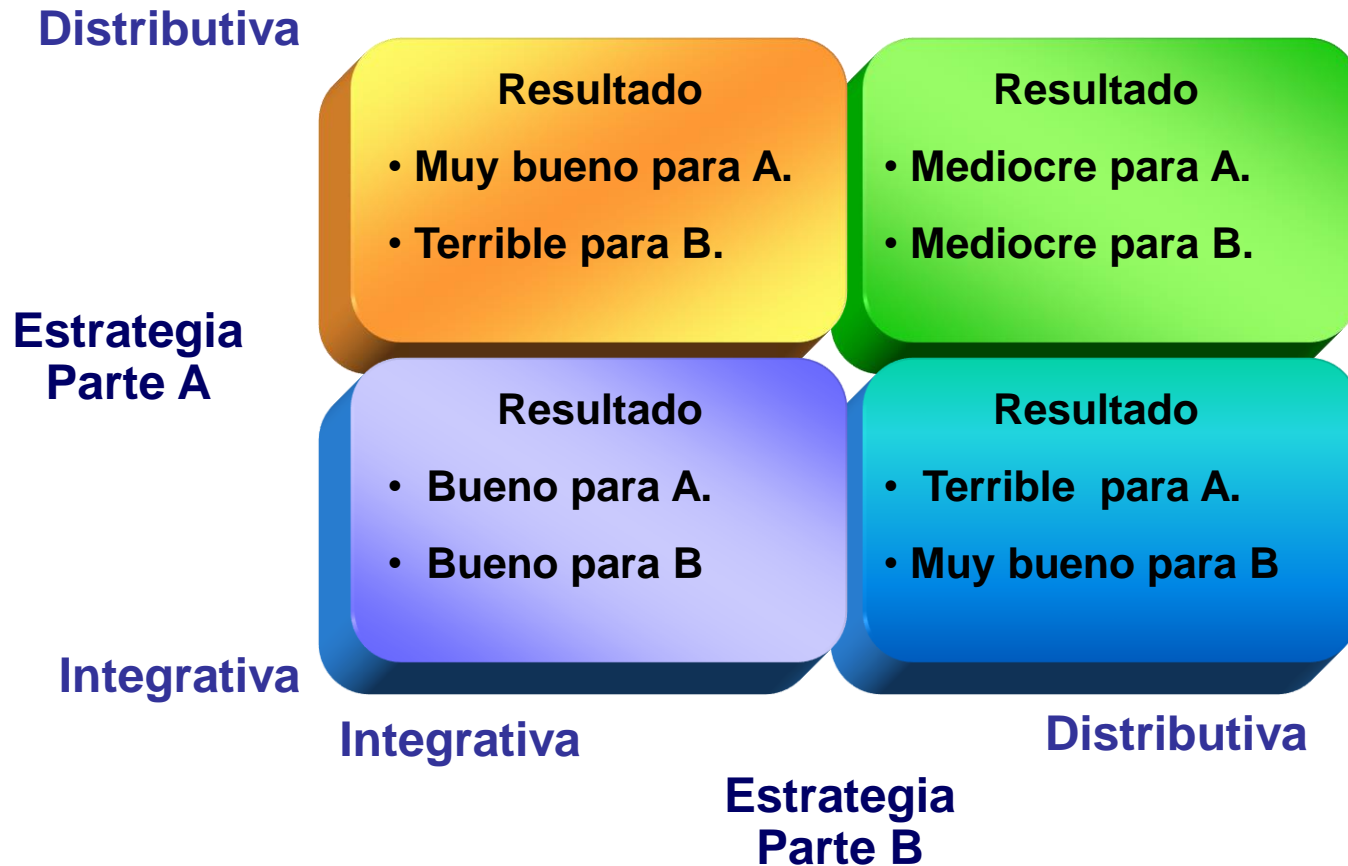 Distributiva
Resultado
• Muy bueno para A.
• Terrible para B.
Resultado
• Mediocre para A.
• Mediocre para B.
Estrategia
Parte A
Resultado
• Bueno para A.
• Bueno para B
Resultado
• Terrible para A.
• Muy bueno para B
Integrativa
Integrativa
Distributiva
Estrategia
Parte B